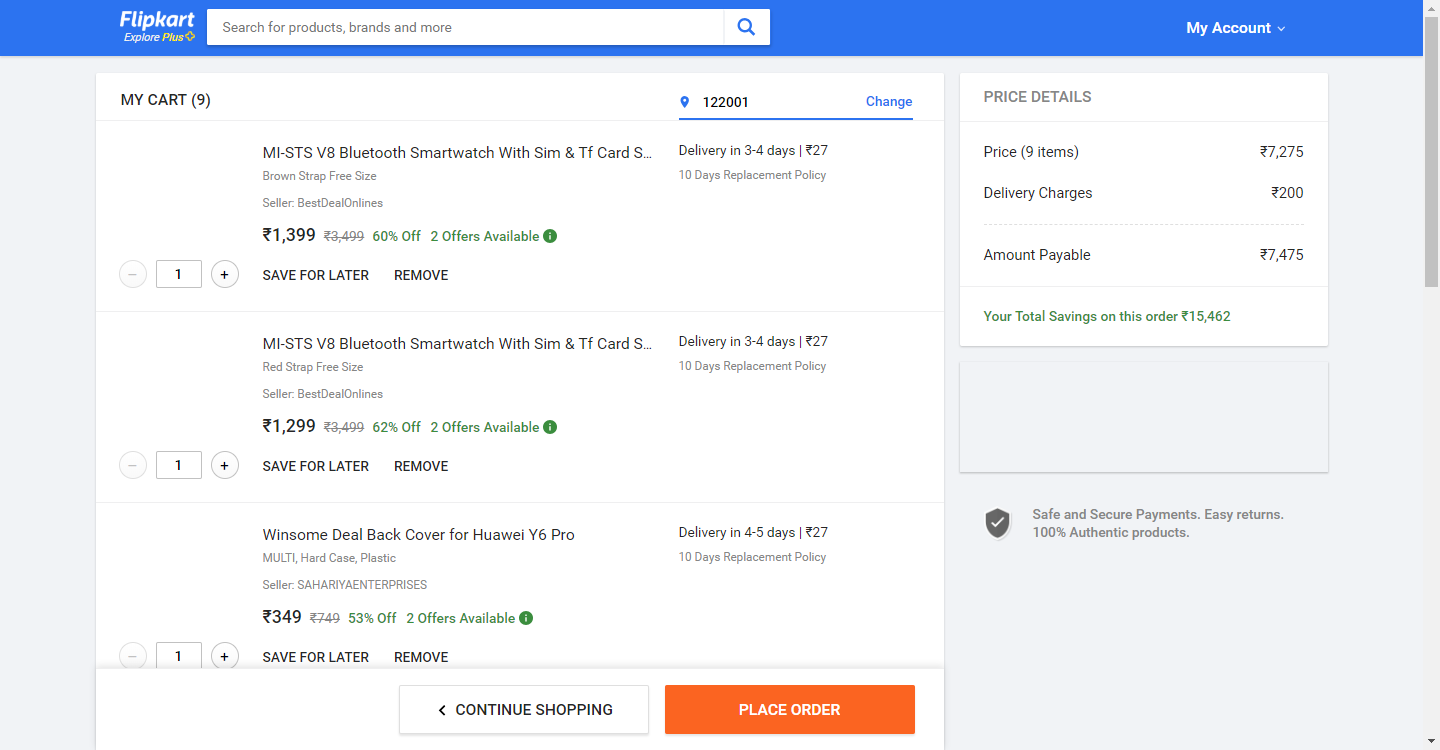 Flipkart
Explore Plus
Search for products, brands and more
My Account
MY CART (9)
122001
Change
MI-STS V8 Bluetooth Smartwatch With Sim & Tf Card S...
Brown Strap Free Size
Seller: BestDealOnlines
₹1,399 ₹3,499 60% Off 2 Offers Available i
Delivery in 3-4 days | ₹27
10 Days Replacement Policy
− 1 +
SAVE FOR LATER REMOVE
MI-STS V8 Bluetooth Smartwatch With Sim & Tf Card S...
Red Strap Free Size
Seller: BestDealOnlines
₹1,299 ₹3,499 62% Off 2 Offers Available i
Delivery in 3-4 days | ₹27
10 Days Replacement Policy
− 1 +
SAVE FOR LATER REMOVE
Winsome Deal Back Cover for Huawei Y6 Pro
MULTI, Hard Case, Plastic
Seller: SAHARIYAENTERPRISES
₹349 ₹749 53% Off 2 Offers Available i
Delivery in 4-5 days | ₹27
10 Days Replacement Policy
− 1 +
SAVE FOR LATER REMOVE
CONTINUE SHOPPING
PLACE ORDER
PRICE DETAILS
Price (9 items) ₹7,275
Delivery Charges ₹200
Amount Payable ₹7,475
Your Total Savings on this order ₹15,462
Safe and Secure Payments. Easy returns.
100% Authentic products.